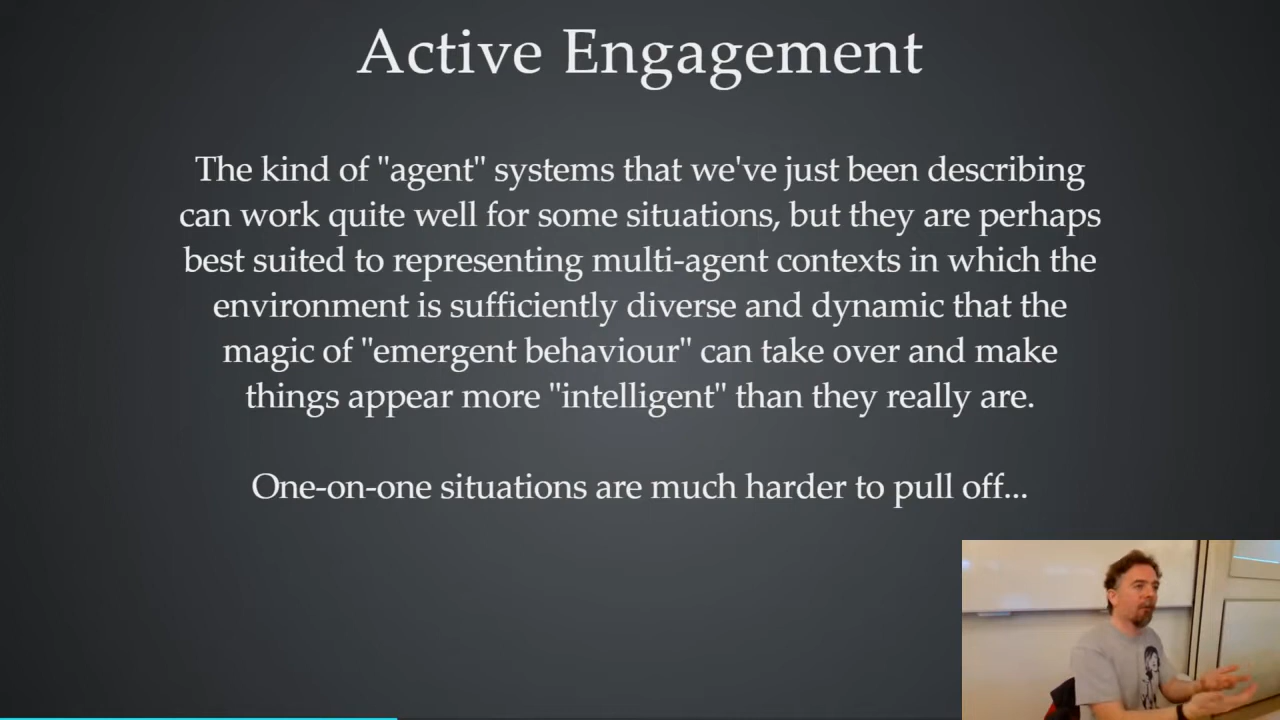 Active Engagement
The kind of "agent" systems that we've just been describing
can work quite well for some situations, but they are perhaps
best suited to representing multi-agent contexts in which the
environment is sufficiently diverse and dynamic that the
magic of "emergent behaviour" can take over and make
things appear more "intelligent" than they really are.
One-on-one situations are much harder to pull off...